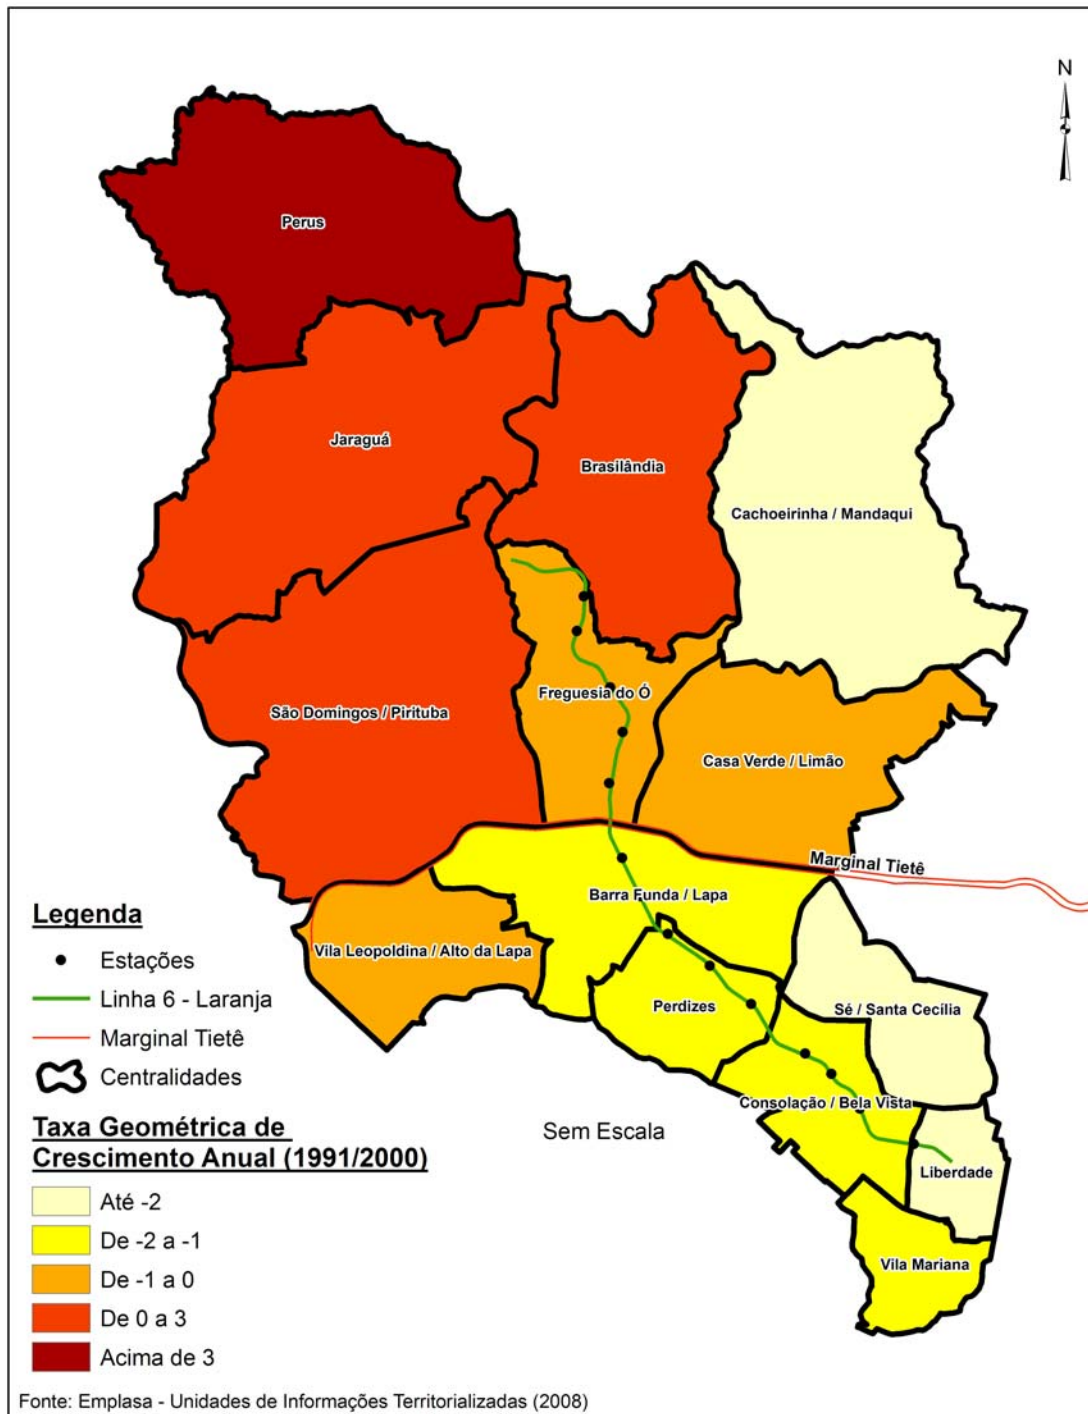 N
Perus
Jaraguá
Brasilândia
Cachoeirinha / Mandaqui
Freguesia do Ó
São Domingos / Pirituba
Casa Verde / Limão
Marginal Tietê
Barra Funda / Lapa
Vila Leopoldina / Alto da Lapa
Perdizes
Sé / Santa Cecília
Consolação / Bela Vista
Liberdade
Vila Mariana
Legenda
Estações
Linha 6 - Laranja
Marginal Tietê
Centralidades
Sem Escala
Taxa Geométrica de
Crescimento Anual (1991/2000)
Até -2
De -2 a -1
De -1 a 0
De 0 a 3
Acima de 3
Fonte: Emplasa - Unidades de Informações Territorializadas (2008)